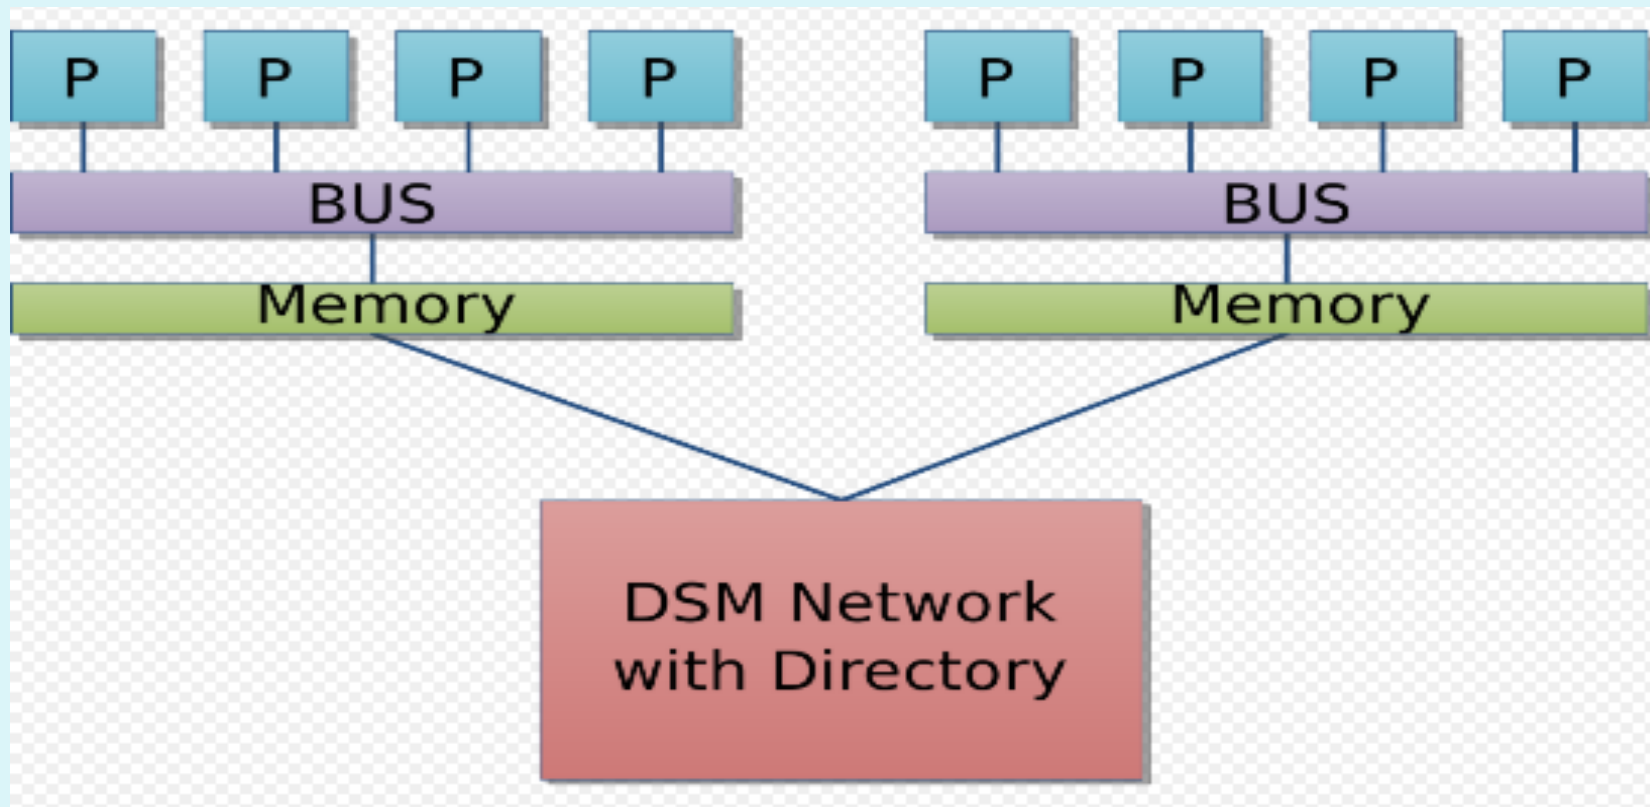 P P P P P P P P
BUS BUS
Memory Memory
DSM Network
with Directory